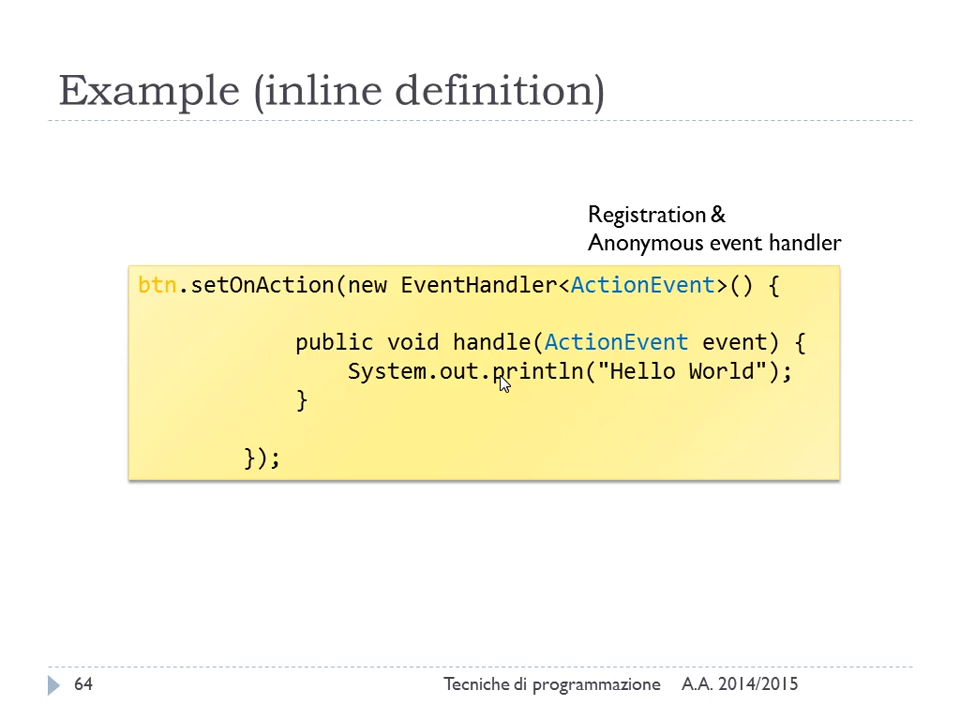 Example (inline definition)
Registration &
Anonymous event handler
btn.setOnAction(new EventHandler<ActionEvent>() {
public void handle(ActionEvent event) {
System.out.println("Hello World");
}
});
64
Tecniche di programmazione A.A. 2014/2015